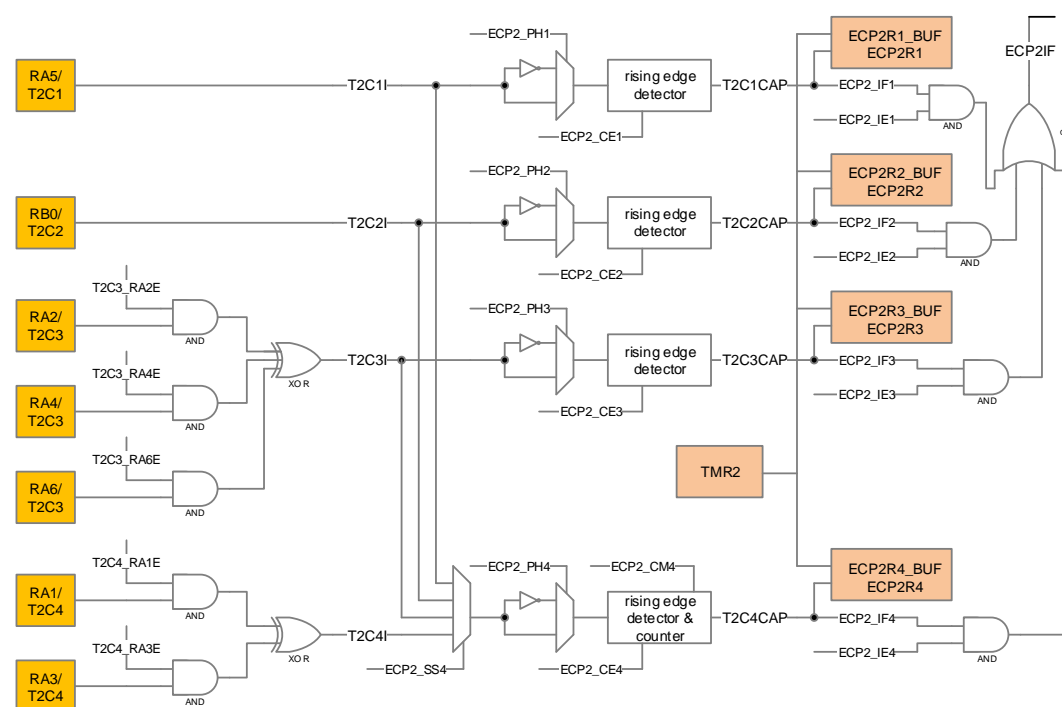 ECP2_PH1
ECP2R1_BUF
ECP2R1
ECP2IF
RA5/
T2C1
T2C1I
rising edge
detector
T2C1CAP
ECP2_IF1
ECP2_IE1
AND
ECP2_CE1
ECP2_PH2
ECP2R2_BUF
ECP2R2
RB0/
T2C2
T2C2I
rising edge
detector
T2C2CAP
ECP2_IF2
ECP2_IE2
AND
ECP2_CE2
T2C3_RA2E
RA2/
T2C3
AND
ECP2_PH3
ECP2R3_BUF
ECP2R3
T2C3I
rising edge
detector
T2C3CAP
ECP2_IF3
ECP2_IE3
AND
ECP2_CE3
XOR
T2C3_RA4E
RA4/
T2C3
AND
T2C3_RA6E
RA6/
T2C3
AND
TMR2
T2C4_RA1E
RA1/
T2C4
AND
ECP2_PH4
ECP2_CM4
ECP2R4_BUF
ECP2R4
T2C4I
rising edge
detector &
counter
T2C4CAP
ECP2_IF4
ECP2_IE4
AND
XOR
ECP2_SS4
ECP2_CE4
T2C4_RA3E
RA3/
T2C4
AND